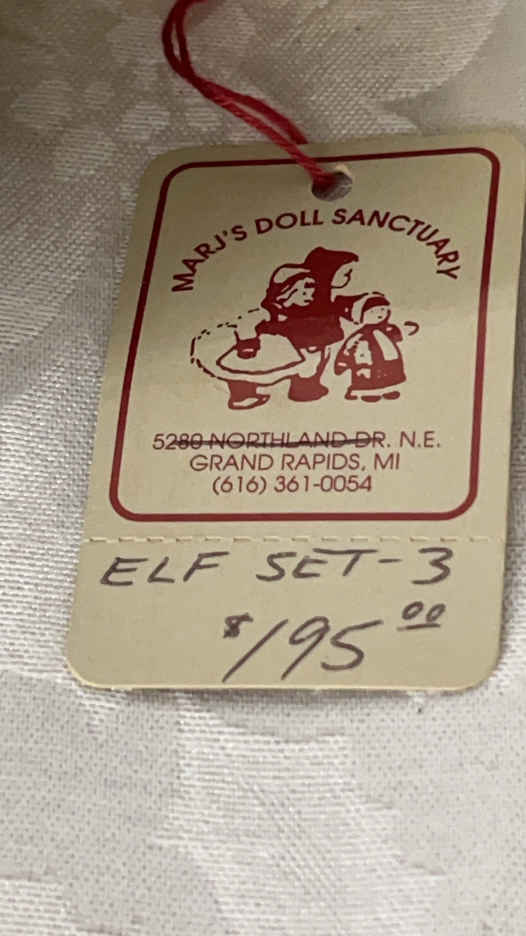 MARJ'S DOLL SANCTUARY
5280 NORTHLAND DR. N.E.
GRAND RAPIDS, MI
(616) 361-0054
ELF SET-3
$195.00